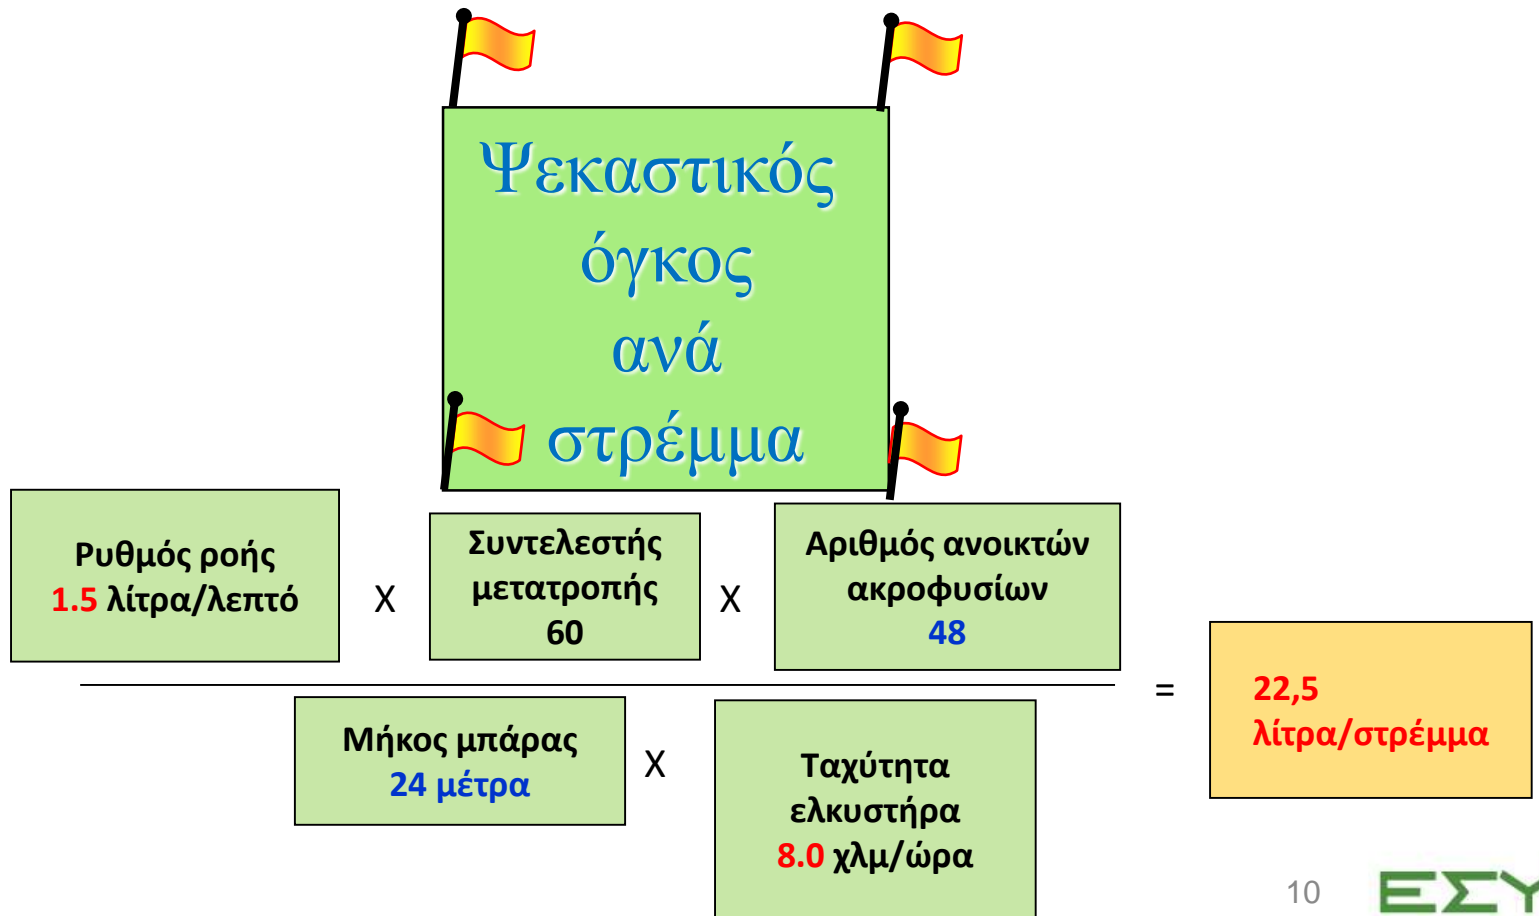 Ψεκαστικός
όγκος
ανά
στρέμμα
Ρυθμός ροής
1.5 λίτρα/λεπτό
X
Συντελεστής
μετατροπής
60
X
Αριθμός ανοικτών
ακροφυσίων
48
Μήκος μπάρας
24 μέτρα
X
Ταχύτητα
ελκυστήρα
8.0 χλμ/ώρα
=
22,5
λίτρα/στρέμμα
10
ΕΣΥ